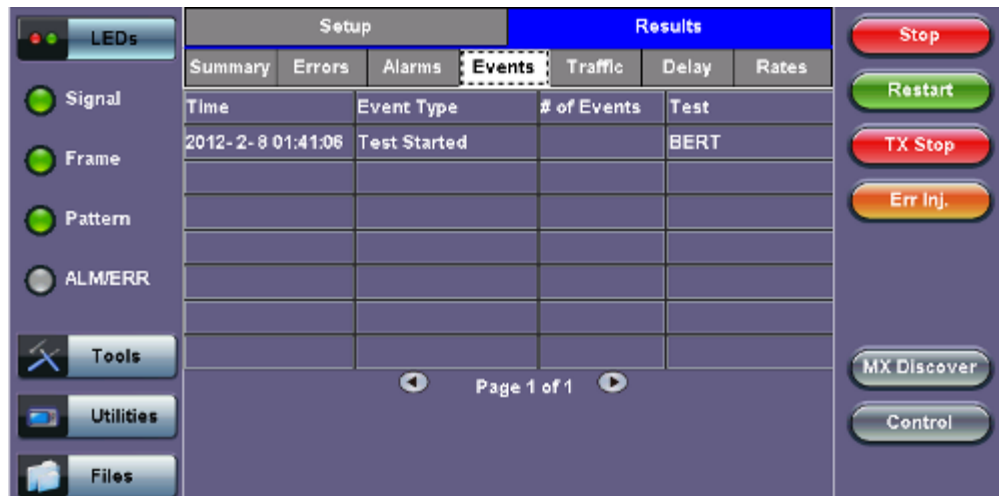 LEDs
Setup
Results
Stop
Summary Errors Alarms Events Traffic Delay Rates
Signal
Restart
Time Event Type # of Events Test
2012-2-8 01:41:06 Test Started BERT
TX Stop
Frame
Err Inj.
Pattern
ALM/ERR
Tools
MX Discover
Page 1 of 1
Utilities
Control
Files